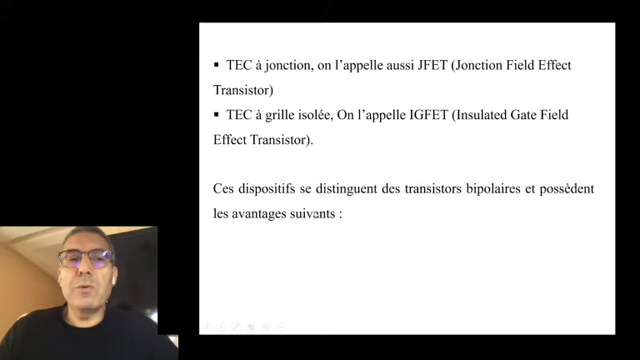 ▪ TEC à jonction, on l’appelle aussi JFET (Jonction Field Effect
Transistor)
▪ TEC à grille isolée, On l’appelle IGFET (Insulated Gate Field
Effect Transistor).
Ces dispositifs se distinguent des transistors bipolaires et possèdent
les avantages suivants :